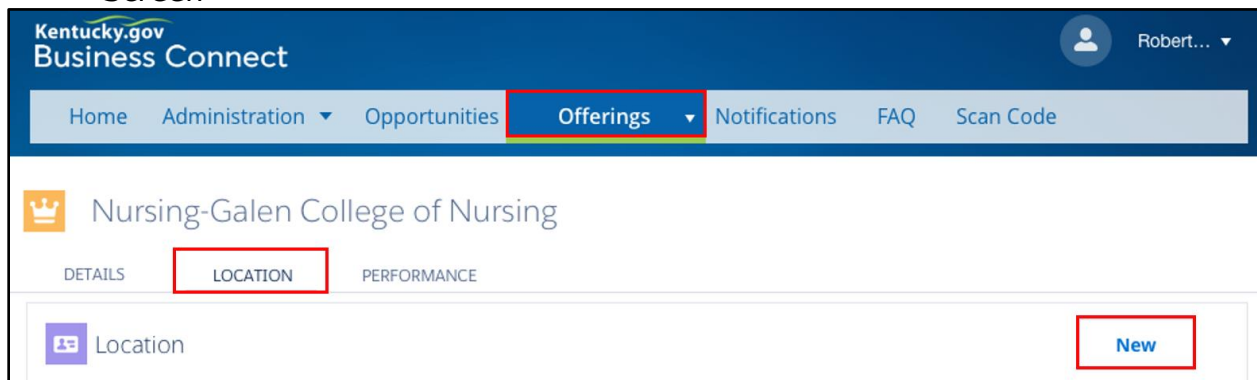 Screen
Kentucky.gov
Business Connect
Robert...
Home Administration Opportunities Offerings Notifications FAQ Scan Code
Nursing-Galen College of Nursing
DETAILS LOCATION PERFORMANCE
Location New